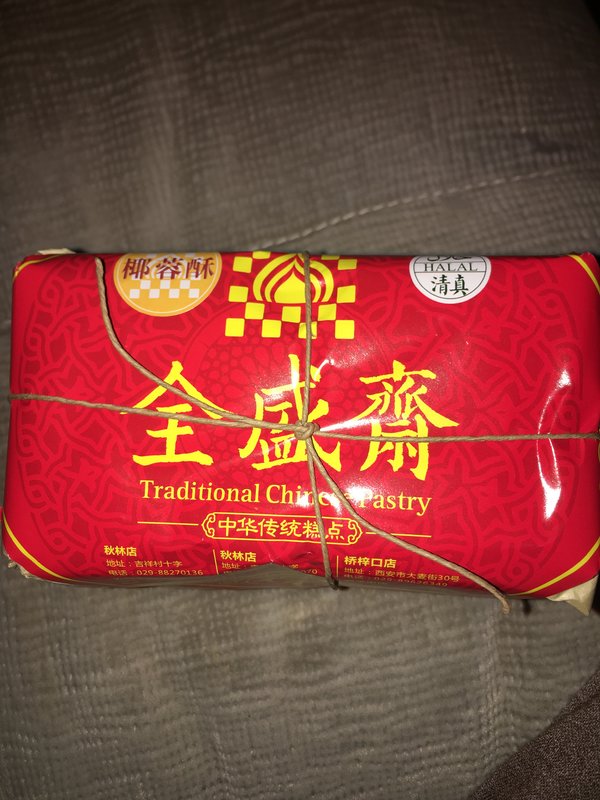 椰蓉酥
HALAL
清真
全盛齋
Traditional Chinese Pastry
中华传统糕点
秋林店
地址：吉祥村十字
电话：029-88270136
秋林店
桥梓口店
地址：西安市大麦街30号